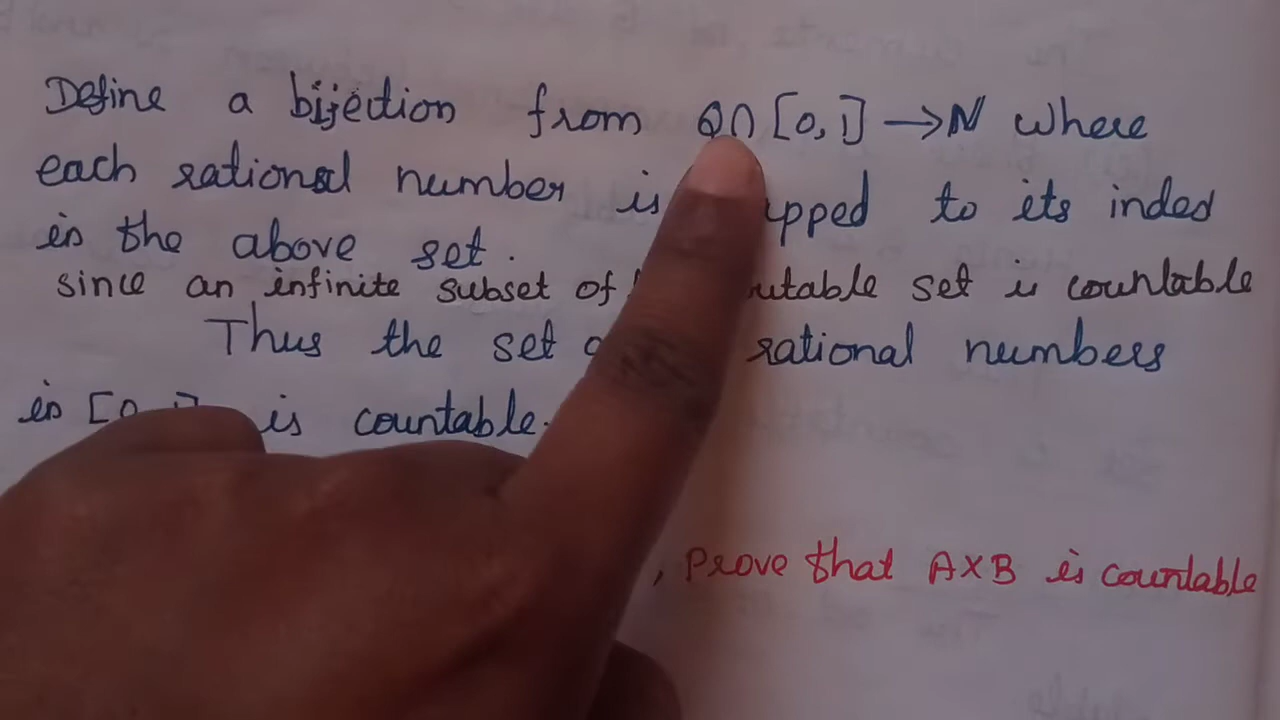 Define a bijection from Q∩[0,1]→N where
each rational number is pped to its index
in the above set.
since an infinite subset of utable set is countable
Thus the set rational numbers
in [0, ] is countable.
, Prove that A×B is countable